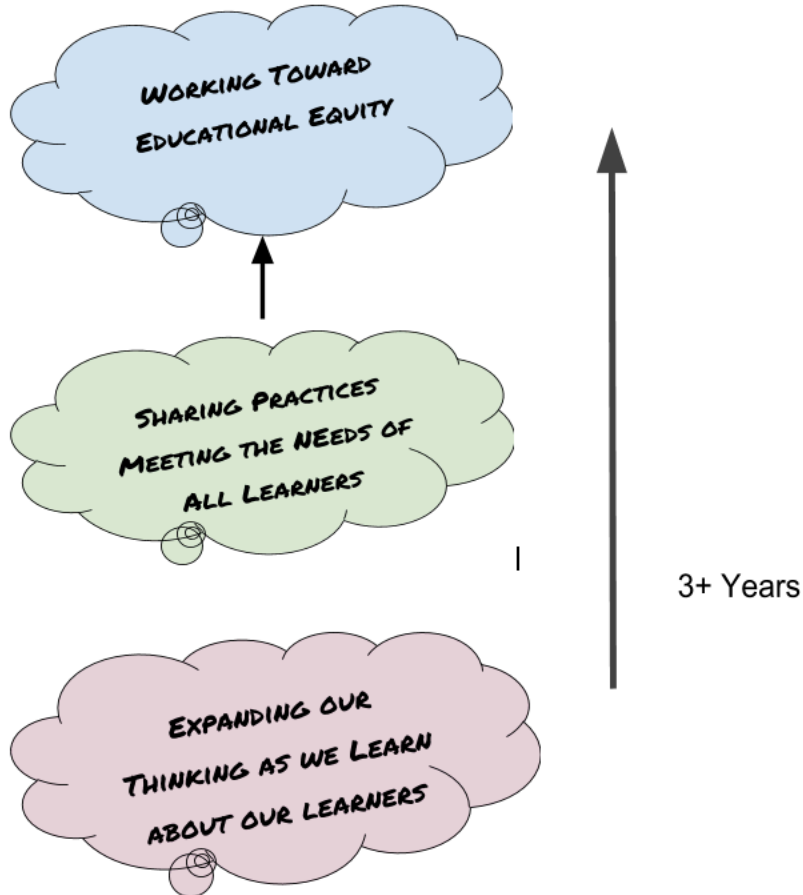 Working Toward
Educational Equity
Sharing Practices
Meeting the NEeds of
All Learners
3+ Years
Expanding our
Thinking as we Learn
about our learners